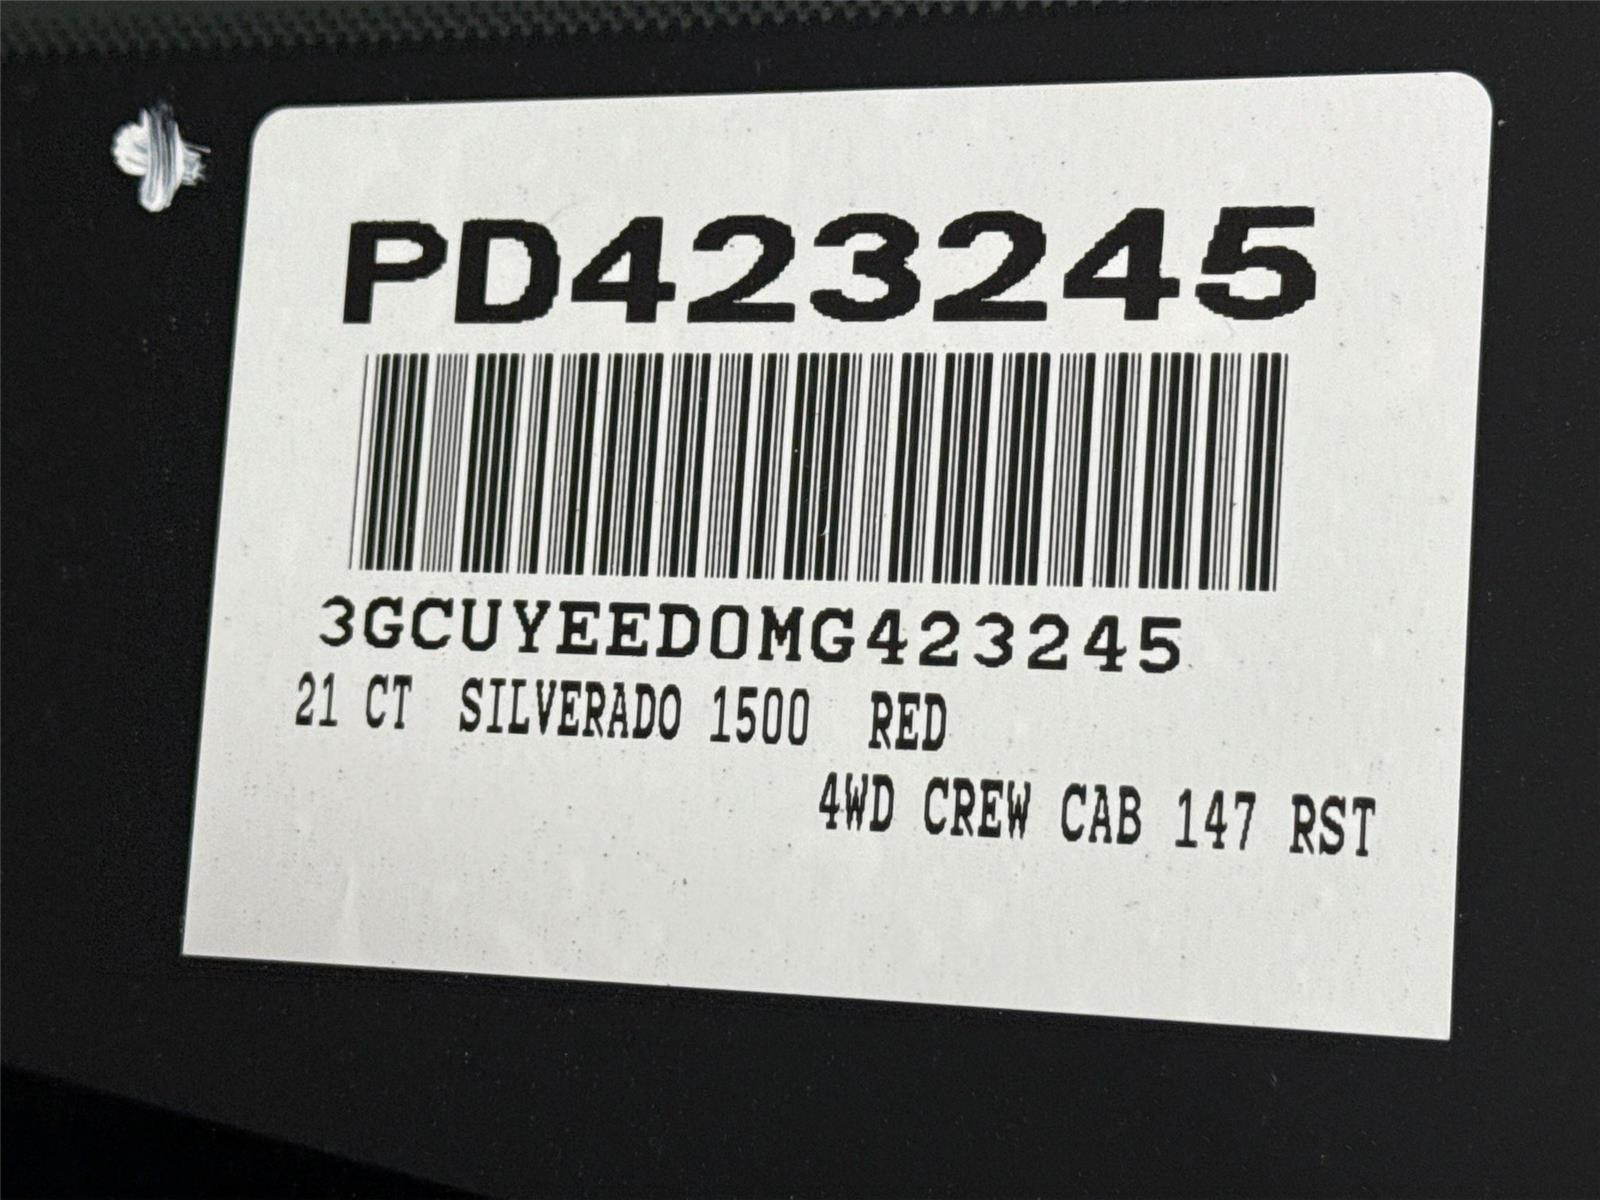 PD423245
3GCUYEED0MG423245
21 CT SILVERADO 1500 RED
4WD CREW CAB 147 RST